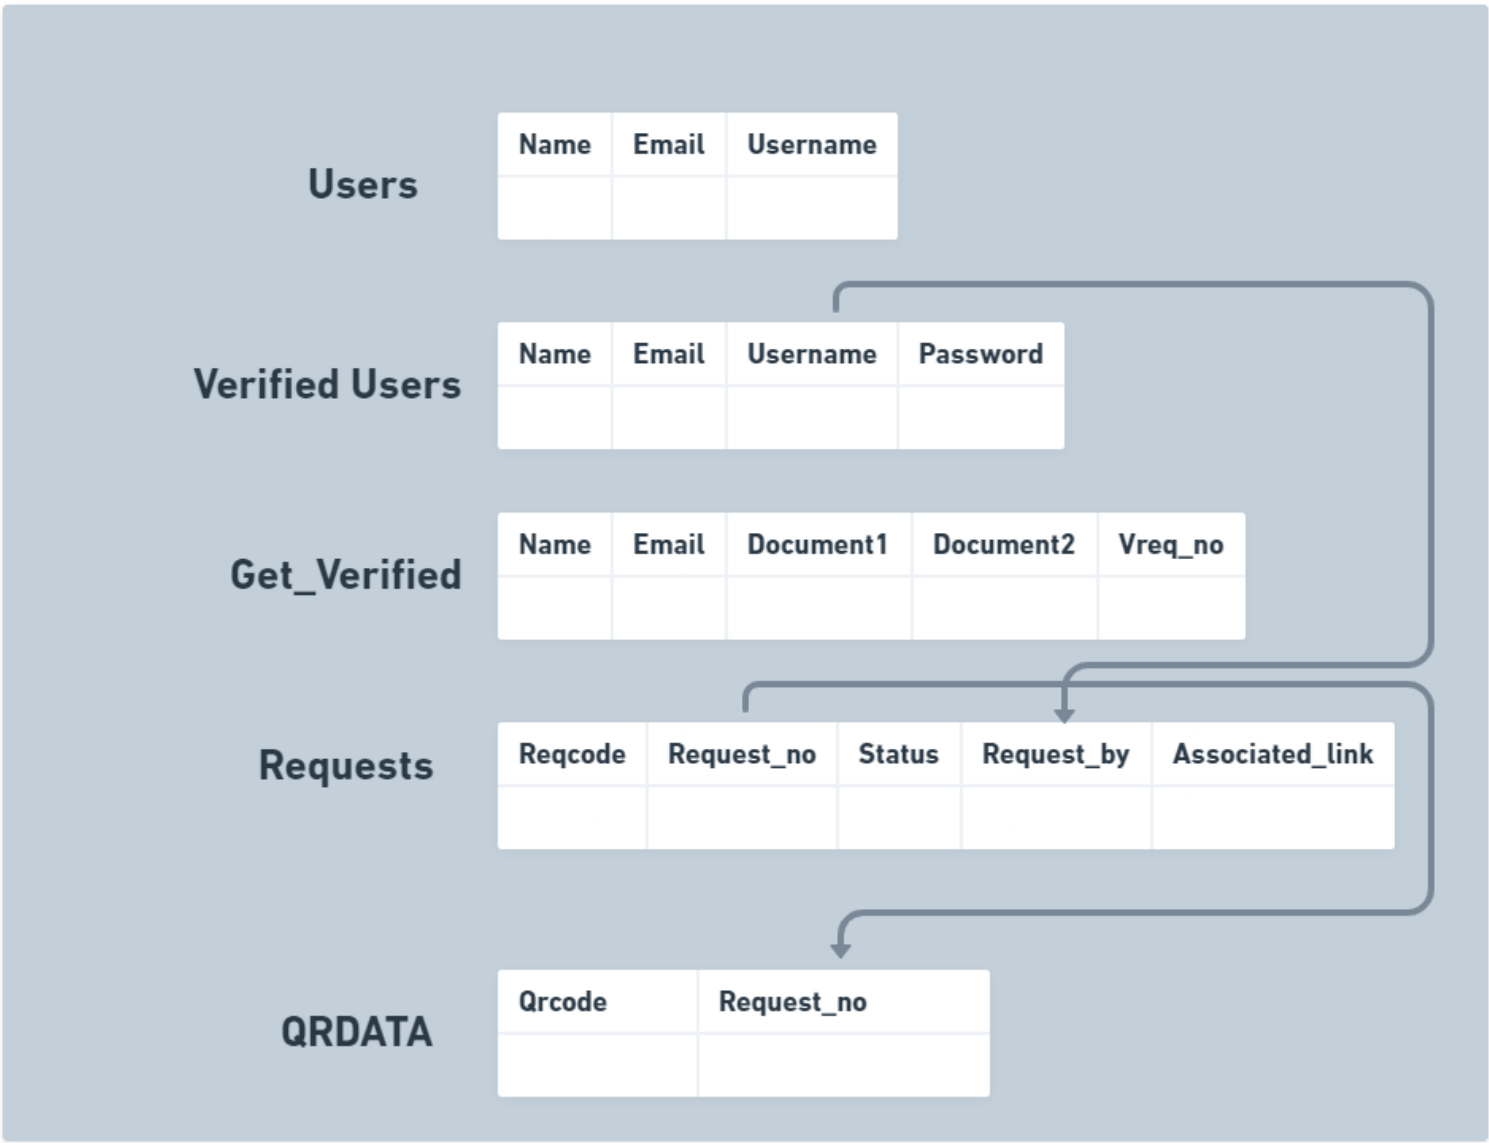 Name Email Username
Users
Name Email Username Password
Verified Users
Name Email Document1 Document2 Vreq_no
Get_Verified
Reqcode Request_no Status Request_by Associated_link
Requests
Qrcode Request_no
QRDATA